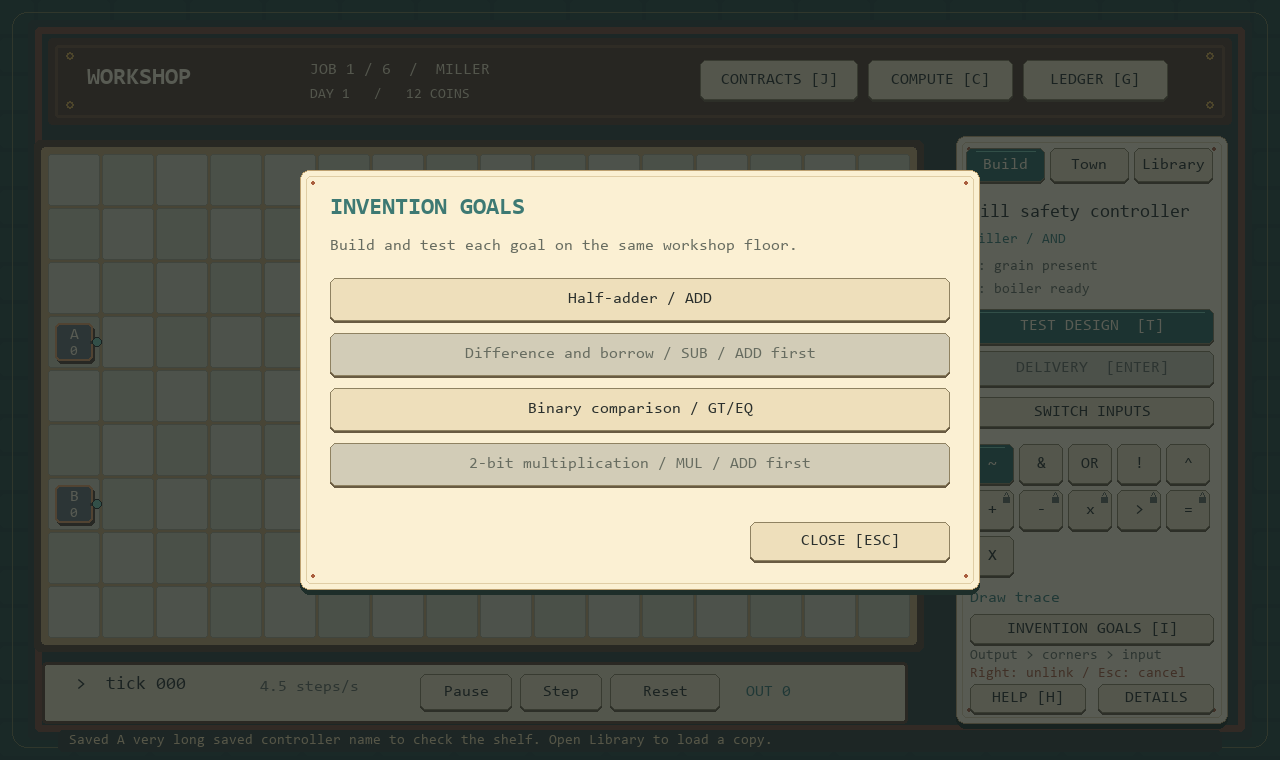 WORKSHOP
JOB 1 / 6 / MILLER
DAY 1 / 12 COINS
CONTRACTS [J]
COMPUTE [C]
LEDGER [G]
Build
Town
Library
ill safety controller
iller / AND
: grain present
: boiler ready
TEST DESIGN [T]
DELIVERY [ENTER]
SWITCH INPUTS
~
&
OR
!
^
+
-
x
>
=
X
Draw trace
INVENTION GOALS [I]
Output > corners > input
Right: unlink / Esc: cancel
HELP [H]
DETAILS
A
0
B
0
INVENTION GOALS
Build and test each goal on the same workshop floor.
Half-adder / ADD
Difference and borrow / SUB / ADD first
Binary comparison / GT/EQ
2-bit multiplication / MUL / ADD first
CLOSE [ESC]
> tick 000
4.5 steps/s
Pause
Step
Reset
OUT 0
Saved A very long saved controller name to check the shelf. Open Library to load a copy.